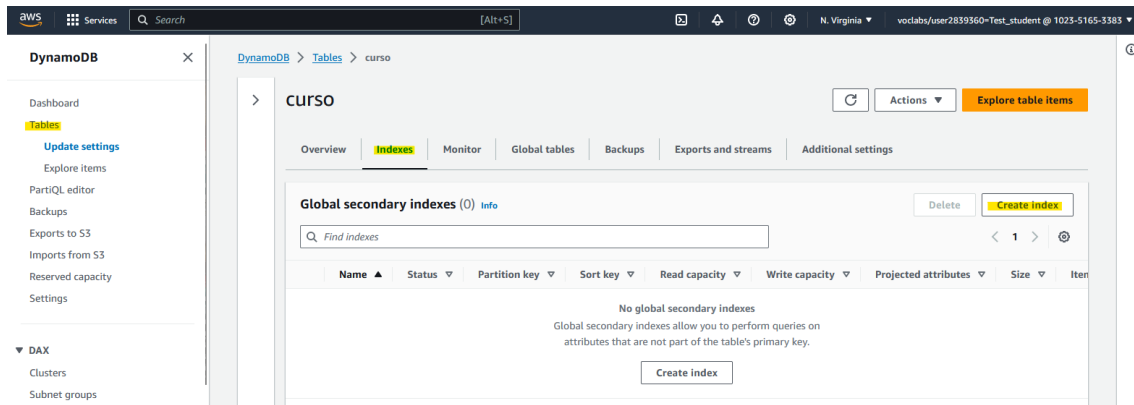 aws Services Search [Alt+S] N. Virginia voclabs/user2839360=Test_student @ 1023-5165-3383
DynamoDB
Dashboard
Tables
Update settings
Explore items
PartiQL editor
Backups
Exports to S3
Imports from S3
Reserved capacity
Settings
DAX
Clusters
Subnet groups
DynamoDB > Tables > curso
curso
Actions
Explore table items
Overview Indexes Monitor Global tables Backups Exports and streams Additional settings
Global secondary indexes (0) Info
Delete
Create index
Find indexes
1
Name Status Partition key Sort key Read capacity Write capacity Projected attributes Size Iten
No global secondary indexes
Global secondary indexes allow you to perform queries on
attributes that are not part of the table's primary key.
Create index